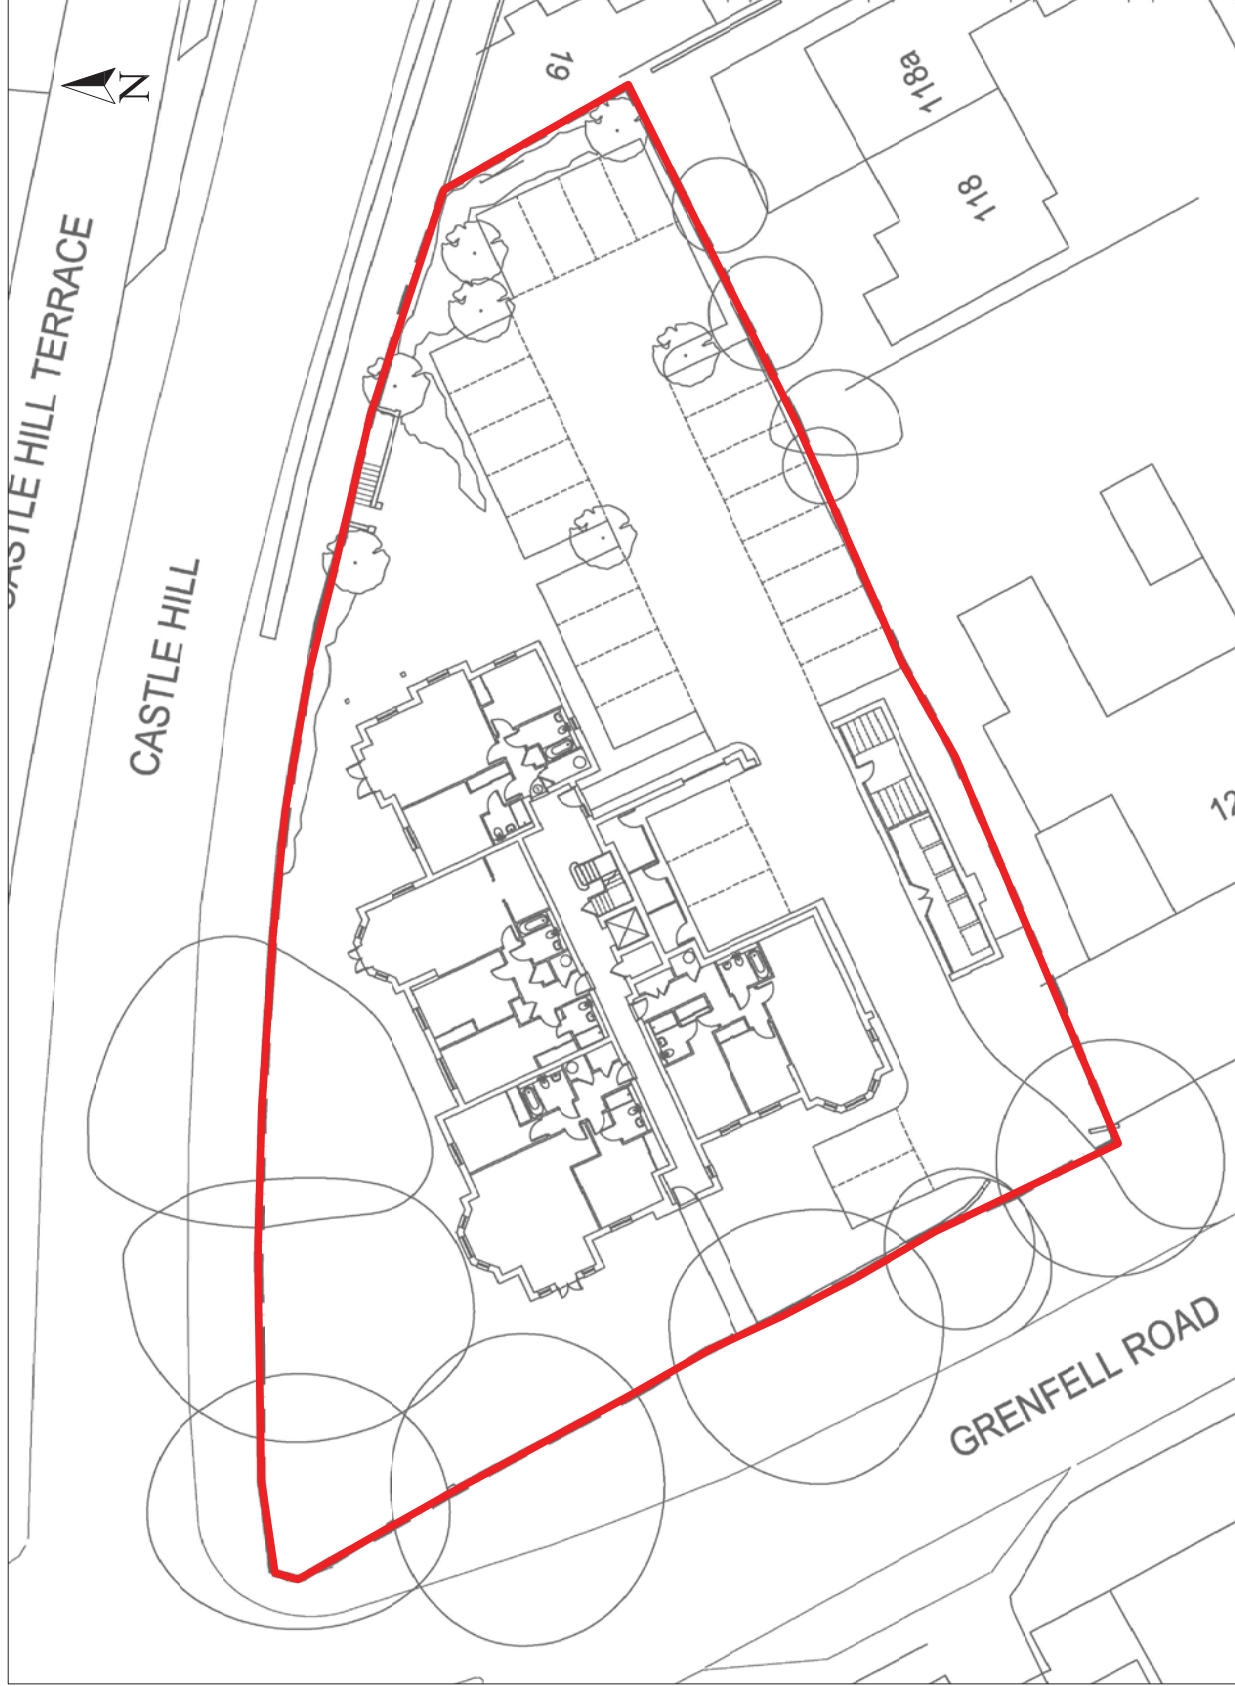 N
CASTLE HILL TERRACE
CASTLE HILL
19
118a
118
12
GRENFELL ROAD